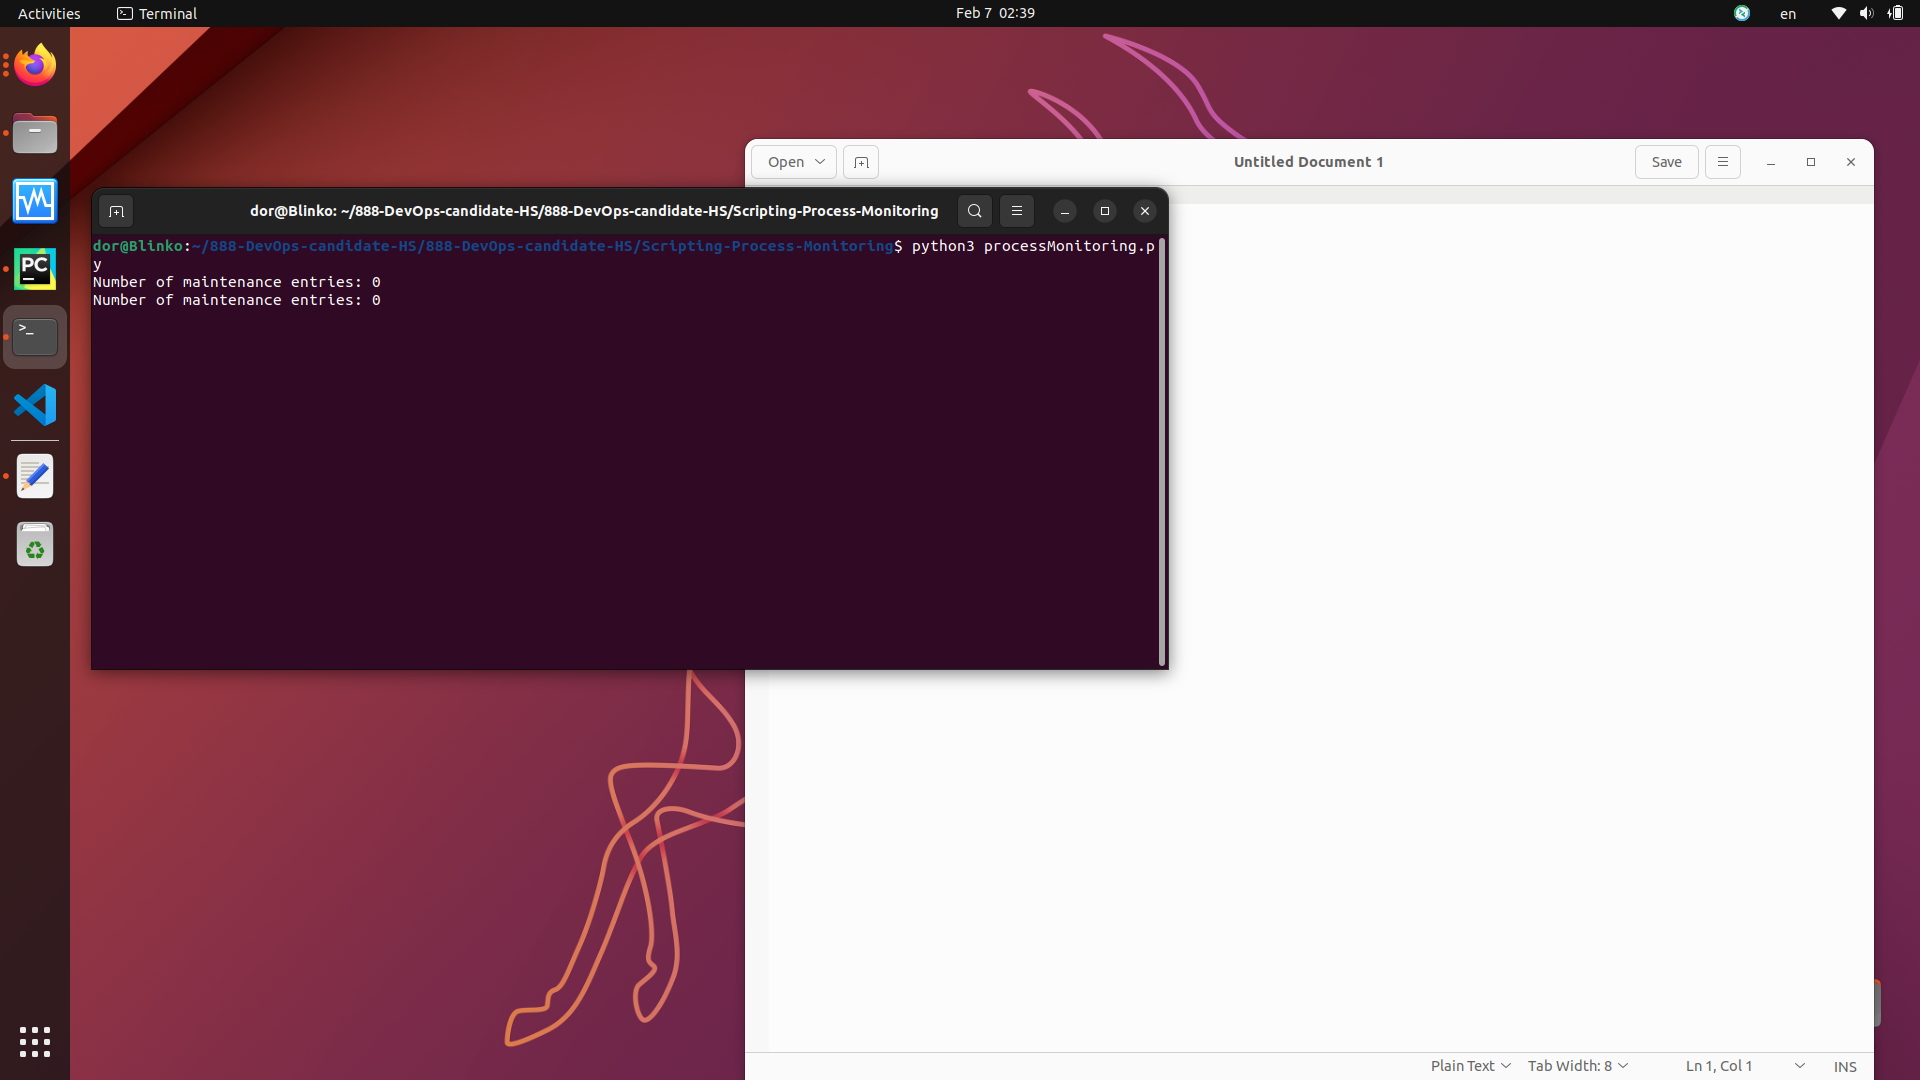 Activities
Terminal
Feb 7 02:39
en
Open
Untitled Document 1
Save
dor@Blinko: ~/888-DevOps-candidate-HS/888-DevOps-candidate-HS/Scripting-Process-Monitoring
dor@Blinko:~/888-DevOps-candidate-HS/888-DevOps-candidate-HS/Scripting-Process-Monitoring$ python3 processMonitoring.p
y
Number of maintenance entries: 0
Number of maintenance entries: 0
PC
>_
Plain Text
Tab Width: 8
Ln 1, Col 1
INS